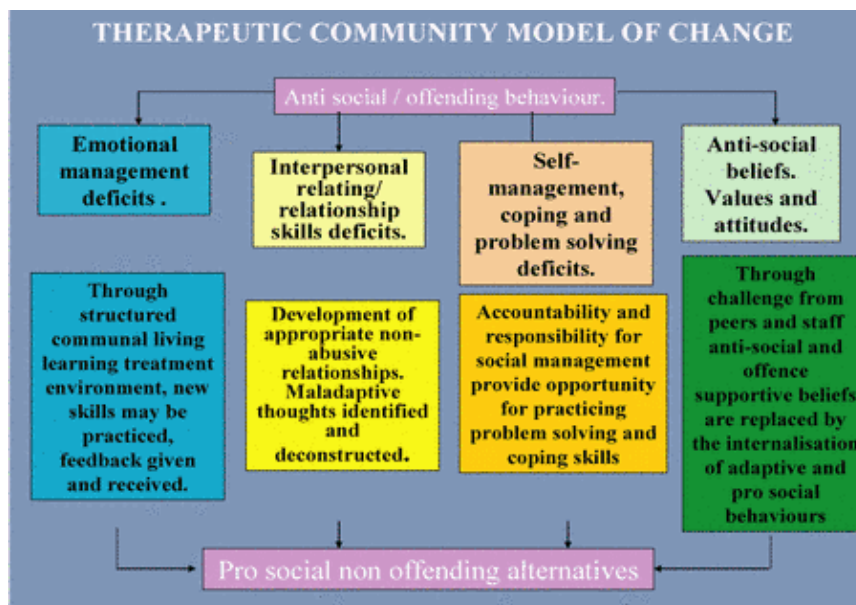 THERAPEUTIC COMMUNITY MODEL OF CHANGE
Anti social / offending behaviour.
Emotional
management
deficits .
Interpersonal
relating/
relationship
skills deficits.
Self-
management,
coping and
problem solving
deficits.
Anti-social
beliefs.
Values and
attitudes.
Through
structured
communal living
learning treatment
environment, new
skills may be
practiced,
feedback given
and received.
Development of
appropriate non-
abusive
relationships.
Maladaptive
thoughts identified
and
deconstructed.
Accountability and
responsibility for
social management
provide opportunity
for practicing
problem solving and
coping skills
Through
challenge from
peers and staff
anti-social and
offence
supportive beliefs
are replaced by
the internalisation
of adaptive and
pro social
behaviours
Pro social non offending alternatives